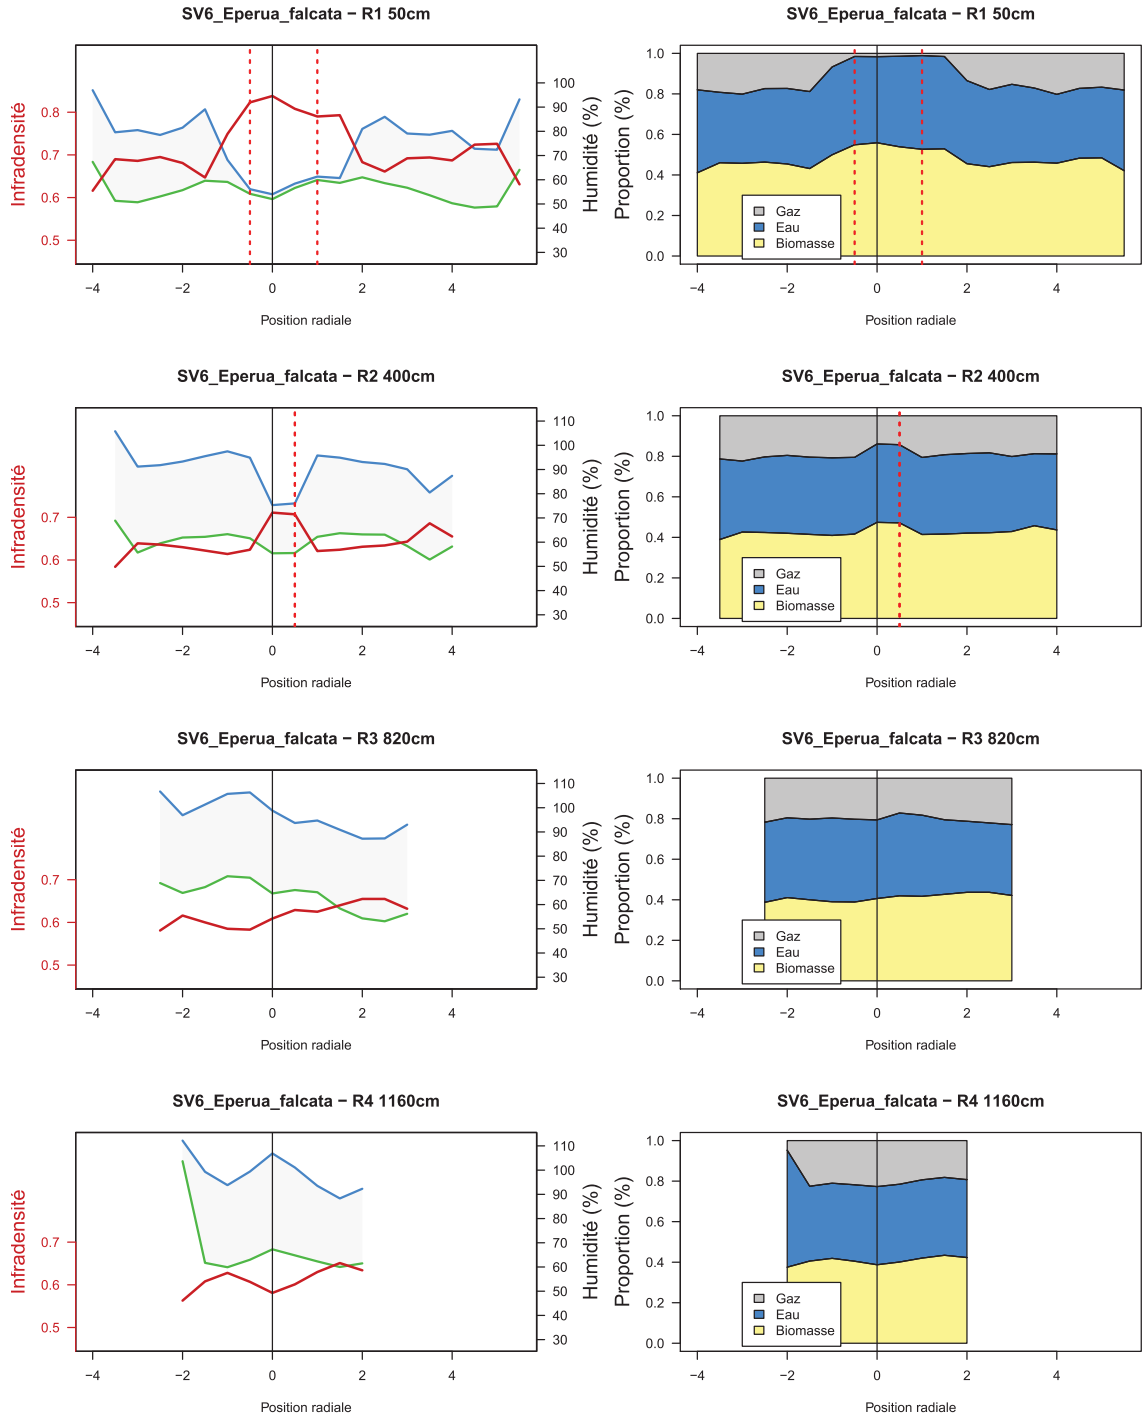 SV6_Eperua_falcata − R1 50cm
Infradensité
0.8
0.7
0.6
0.5
100
90
80
70
60
50
40
30
Humidité (%)
−4 −2 0 2 4
Position radiale
SV6_Eperua_falcata − R1 50cm
Proportion (%)
1.0
0.8
0.6
0.4
0.2
0.0
Gaz
Eau
Biomasse
−4 −2 0 2 4
Position radiale
SV6_Eperua_falcata − R2 400cm
Infradensité
0.7
0.6
0.5
110
100
90
80
70
60
50
40
30
Humidité (%)
−4 −2 0 2 4
Position radiale
SV6_Eperua_falcata − R2 400cm
Proportion (%)
1.0
0.8
0.6
0.4
0.2
0.0
Gaz
Eau
Biomasse
−4 −2 0 2 4
Position radiale
SV6_Eperua_falcata − R3 820cm
Infradensité
0.7
0.6
0.5
110
100
90
80
70
60
50
40
30
Humidité (%)
−4 −2 0 2 4
Position radiale
SV6_Eperua_falcata − R3 820cm
Proportion (%)
1.0
0.8
0.6
0.4
0.2
0.0
Gaz
Eau
Biomasse
−4 −2 0 2 4
Position radiale
SV6_Eperua_falcata − R4 1160cm
Infradensité
0.7
0.6
0.5
110
100
90
80
70
60
50
40
30
Humidité (%)
−4 −2 0 2 4
Position radiale
SV6_Eperua_falcata − R4 1160cm
Proportion (%)
1.0
0.8
0.6
0.4
0.2
0.0
Gaz
Eau
Biomasse
−4 −2 0 2 4
Position radiale